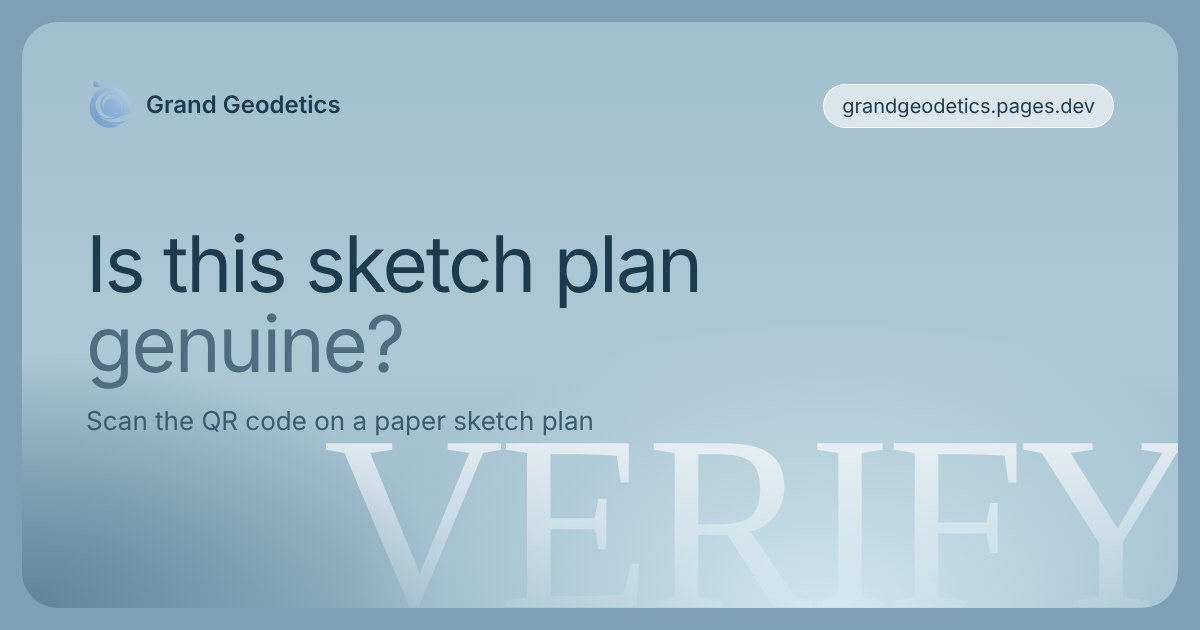 Grand Geodetics
grandgeodetics.pages.dev
Is this sketch plan
genuine?
Scan the QR code on a paper sketch plan
VERIFY